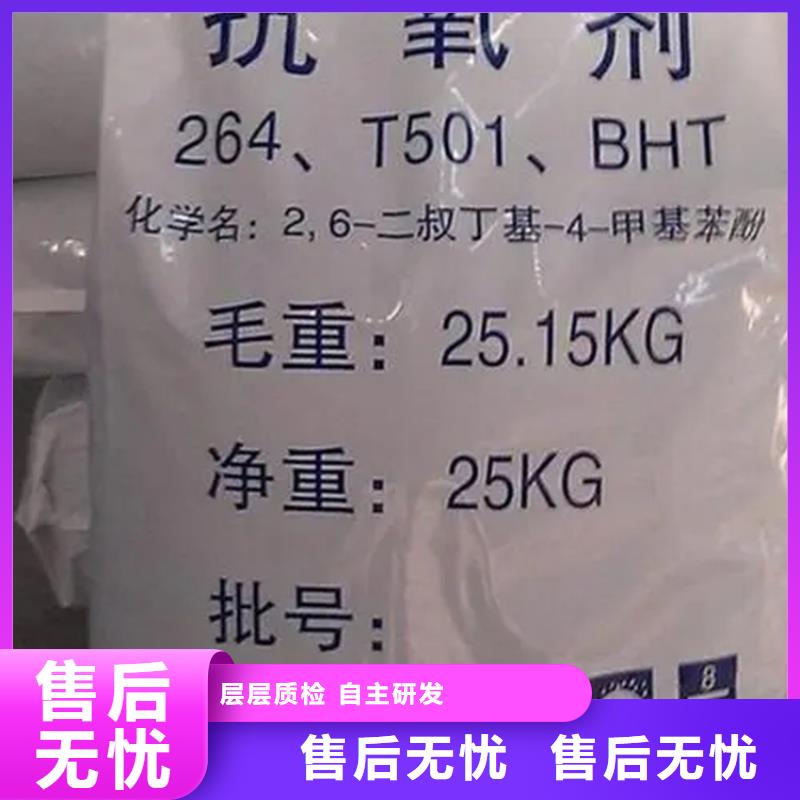 抗氧剂
264、T501、BHT
化学名：2,6-二叔丁基-4-甲基苯酚
毛重：25.15KG
净重：25KG
批号：
8
售后
无忧
层层质检 自主研发
售后无忧 售后无忧